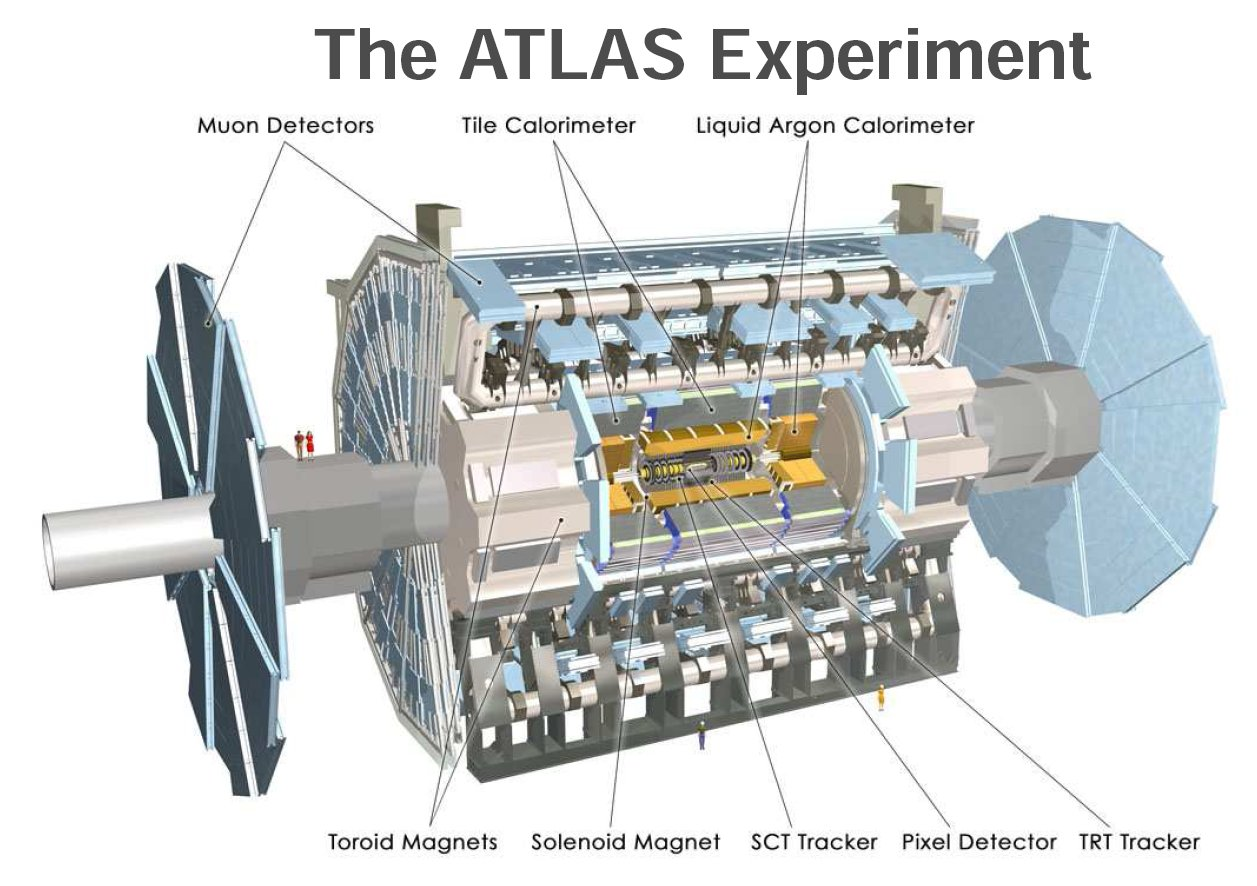 The ATLAS Experiment
Muon Detectors Tile Calorimeter Liquid Argon Calorimeter
Toroid Magnets Solenoid Magnet SCT Tracker Pixel Detector TRT Tracker